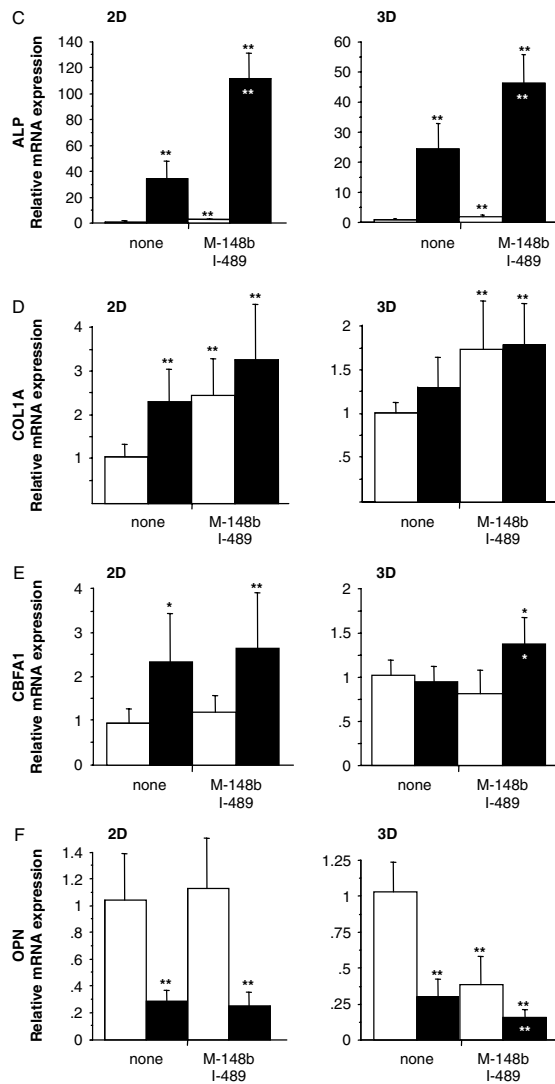 C
2D
3D
ALP
Relative mRNA expression
140
120
100
80
60
40
20
0
**
**
**
**
none
M-148b
I-489
60
50
40
30
20
10
0
**
**
**
**
none
M-148b
I-489
D
2D
3D
COL1A
Relative mRNA expression
4
3
2
1
0
**
**
**
none
M-148b
I-489
2
1.5
1
.5
0
**
**
none
M-148b
I-489
E
2D
3D
CBFA1
Relative mRNA expression
4
3
2
1
0
*
**
none
M-148b
I-489
2
1.5
1
.5
0
*
*
none
M-148b
I-489
F
2D
3D
OPN
Relative mRNA expression
1.4
1.2
1
.8
.6
.4
.2
0
**
**
none
M-148b
I-489
1.25
1
.75
.5
.25
0
**
**
**
**
none
M-148b
I-489